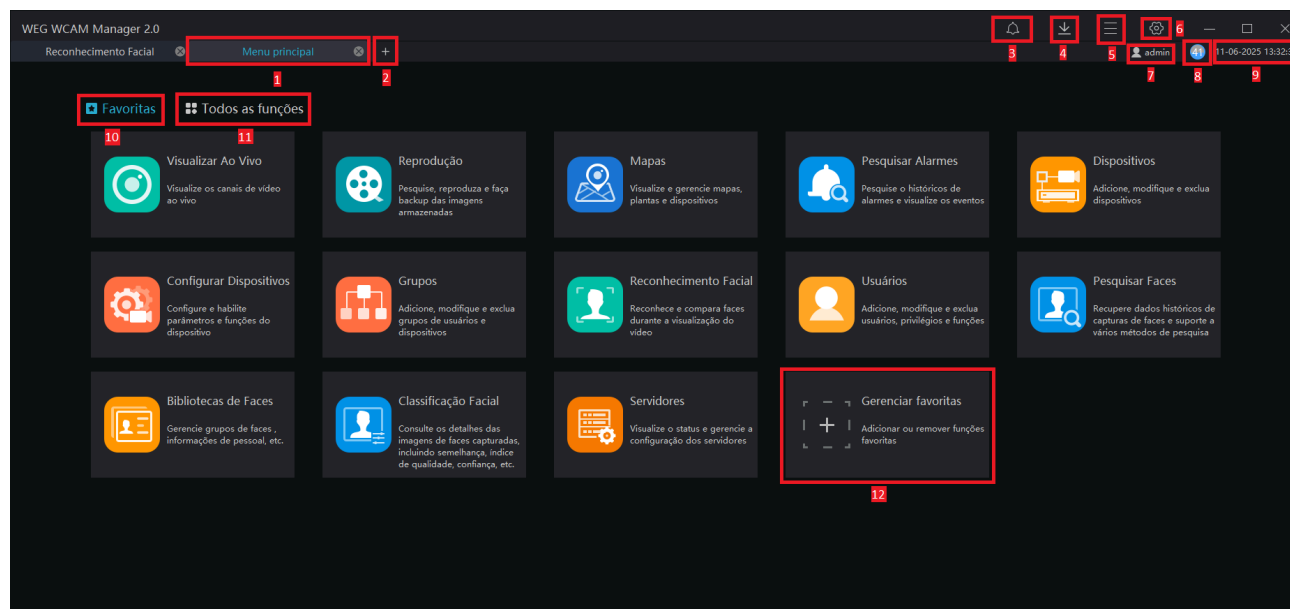 WEG WCAM Manager 2.0
6
Reconhecimento Facial
Menu principal
+
3
4
5
admin
41
11-06-2025 13:32:3
1
2
7
8
9
Favoritas
Todos as funções
10
11
Visualizar Ao Vivo
Visualize os canais de vídeo
ao vivo
Reprodução
Pesquise, reproduza e faça
backup das imagens
armazenadas
Mapas
Visualize e gerencie mapas,
plantas e dispositivos
Pesquisar Alarmes
Pesquise o históricos de
alarmes e visualize os eventos
Dispositivos
Adicione, modifique e exclua
dispositivos
Configurar Dispositivos
Configure e habilite
parâmetros e funções do
dispositivo
Grupos
Adicione, modifique e exclua
grupos de usuários e
dispositivos
Reconhecimento Facial
Reconhece e compara faces
durante a visualização do
vídeo
Usuários
Adicione, modifique e exclua
usuários, privilégios e funções
Pesquisar Faces
Recupere dados históricos de
capturas de faces e suporte a
vários métodos de pesquisa
Bibliotecas de Faces
Gerencie grupos de faces ,
informações de pessoal, etc.
Classificação Facial
Consulte os detalhes das
imagens de faces capturadas,
incluindo semelhança, índice
de qualidade, confiança, etc.
Servidores
Visualize o status e gerencie a
configuração dos servidores
Gerenciar favoritas
Adicionar ou remover funções
favoritas
12